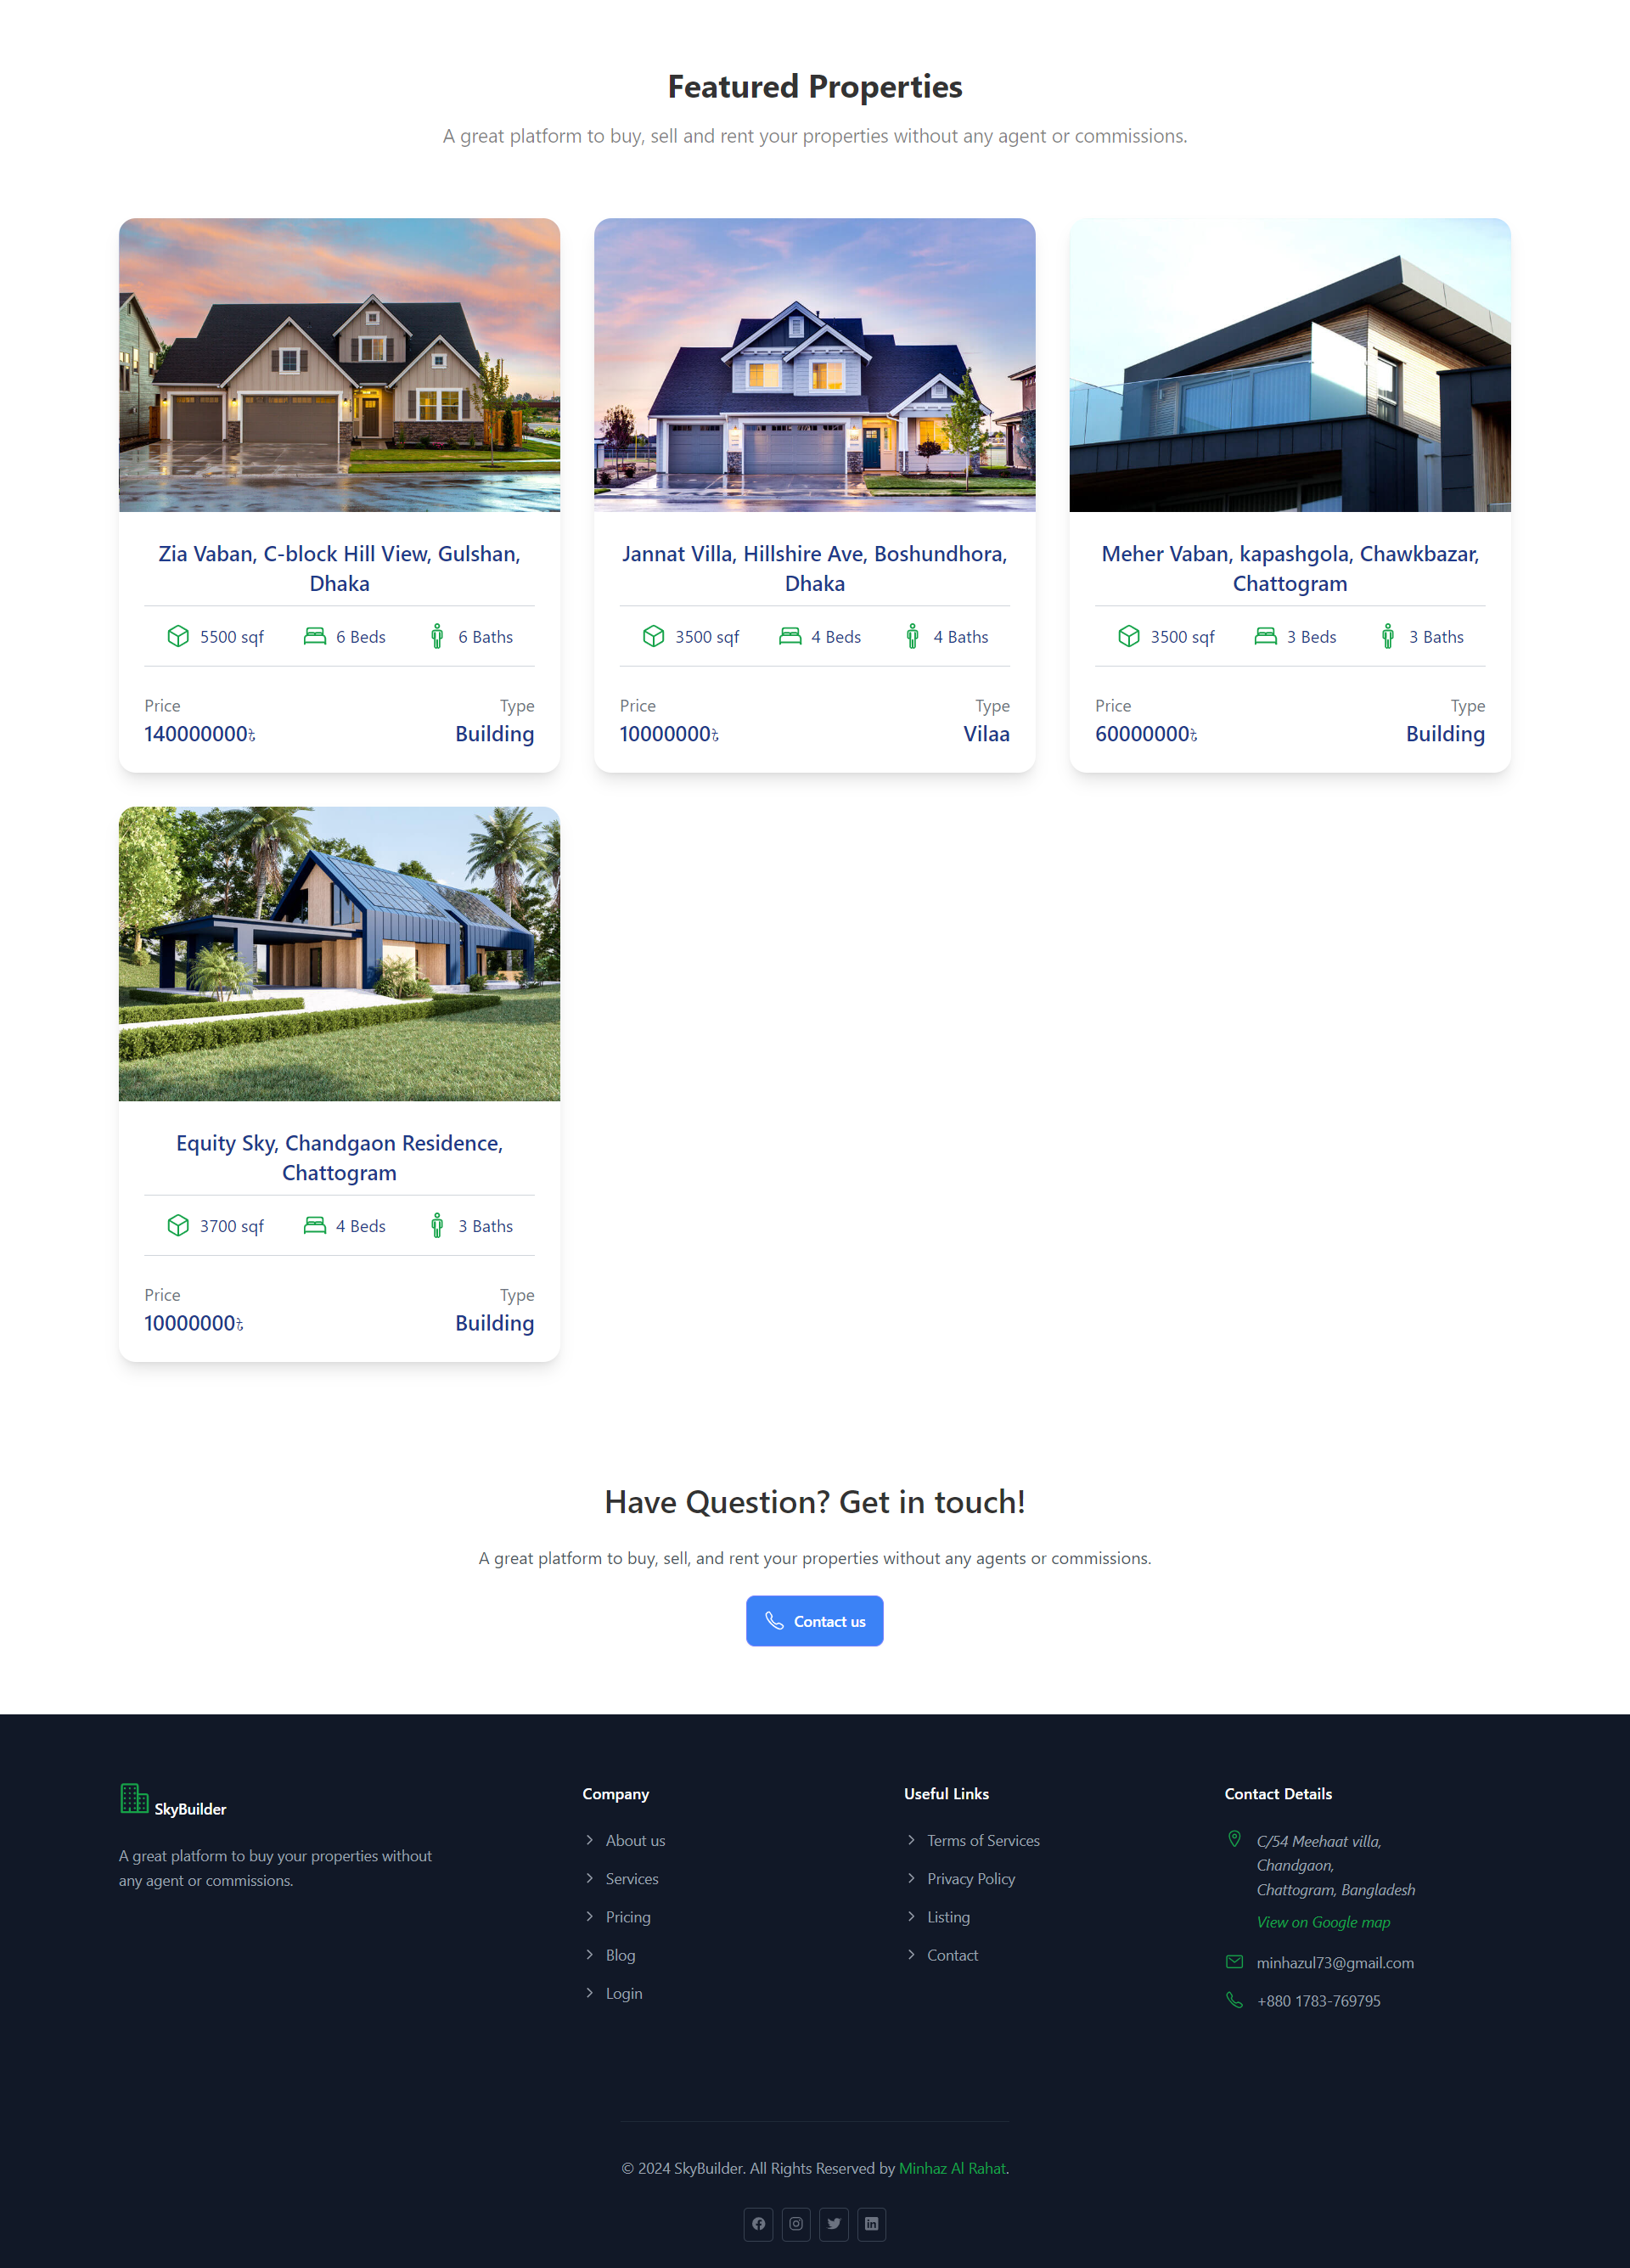 Featured Properties
A great platform to buy, sell and rent your properties without any agent or commissions.
Zia Vaban, C-block Hill View, Gulshan,
Dhaka
5500 sqf 6 Beds 6 Baths
Price Type
140000000৳ Building
Jannat Villa, Hillshire Ave, Boshundhora,
Dhaka
3500 sqf 4 Beds 4 Baths
Price Type
10000000৳ Vilaa
Meher Vaban, kapashgola, Chawkbazar,
Chattogram
3500 sqf 3 Beds 3 Baths
Price Type
60000000৳ Building
Equity Sky, Chandgaon Residence,
Chattogram
3700 sqf 4 Beds 3 Baths
Price Type
10000000৳ Building
Have Question? Get in touch!
A great platform to buy, sell, and rent your properties without any agents or commissions.
Contact us
SkyBuilder
A great platform to buy your properties without
any agent or commissions.
Company
About us
Services
Pricing
Blog
Login
Useful Links
Terms of Services
Privacy Policy
Listing
Contact
Contact Details
C/54 Meehaat villa,
Chandgaon,
Chattogram, Bangladesh
View on Google map
minhazul73@gmail.com
+880 1783-769795
© 2024 SkyBuilder. All Rights Reserved by Minhaz Al Rahat.